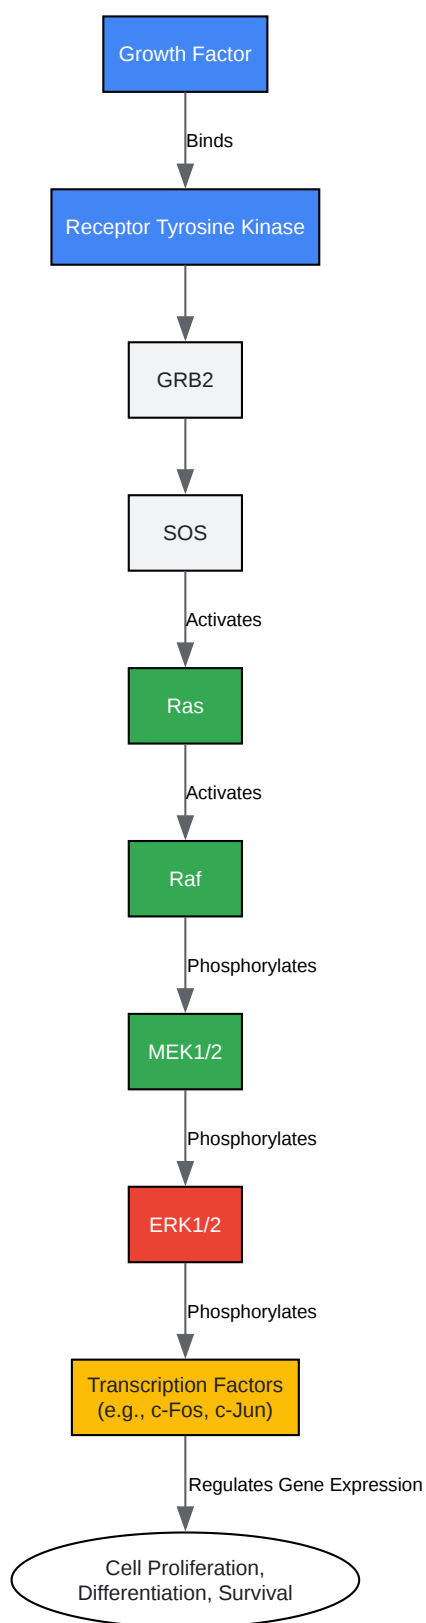 Growth Factor
Binds
Receptor Tyrosine Kinase
GRB2
SOS
Activates
Ras
Activates
Raf
Phosphorylates
MEK1/2
Phosphorylates
ERK1/2
Phosphorylates
Transcription Factors
(e.g., c-Fos, c-Jun)
Regulates Gene Expression
Cell Proliferation,
Differentiation, Survival